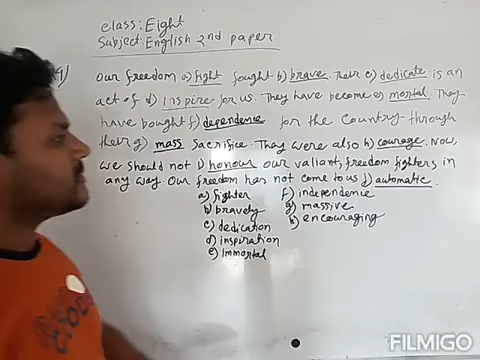 Class: Eight
Subject: English 2nd paper
Our freedom a) fight fought b) brave. Their c) dedicate is an
act of d) inspire for us. They have become e) mortal. They
have bought f) dependence for the country through
their g) mass sacrifice. They were also h) courage. Now,
we should not i) honour our valiant freedom fighters in
any way. Our freedom has not come to us j) automatic.
a) fighter
b) bravely
c) dedication
d) inspiration
e) immortal
f) independence
g) massive
h) encouraging
FILMIGO